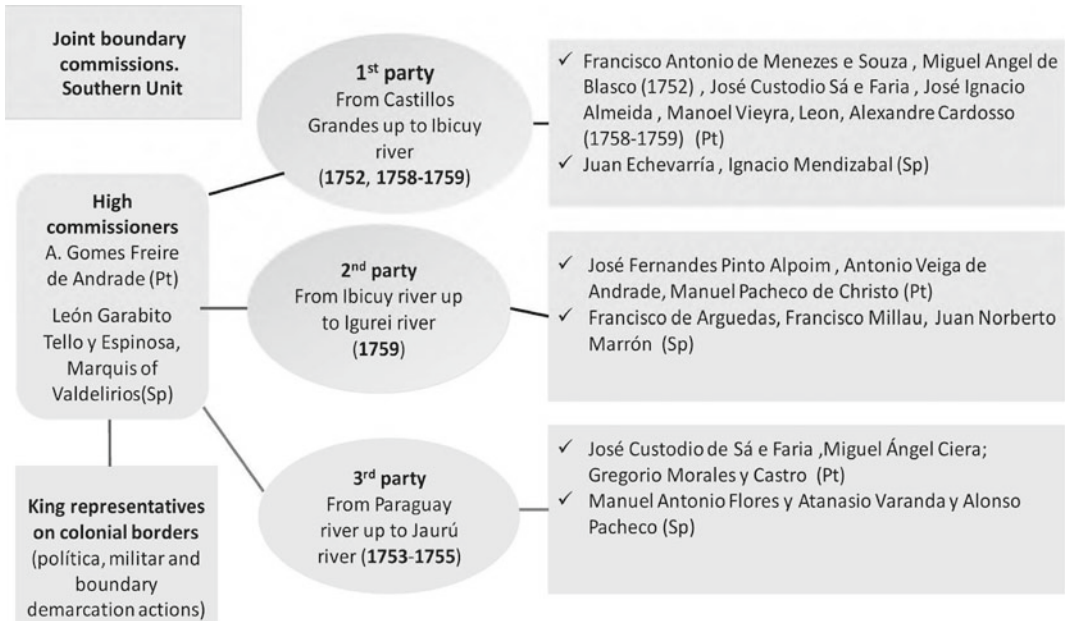 Joint boundary
commissions.
Southern Unit
High
commissioners
A. Gomes Freire
de Andrade (Pt)
León Garabito
Tello y Espinosa,
Marquis of
Valdelirios(Sp)
King representatives
on colonial borders
(política, militar and
boundary
demarcation actions)
1st party
From Castillos
Grandes up to Ibicuy
river
(1752, 1758-1759)
✓ Francisco Antonio de Menezes e Souza , Miguel Angel de
Blasco (1752) , José Custodio Sá e Faria , José Ignacio
Almeida , Manoel Vieyra, Leon, Alexandre Cardosso
(1758-1759) (Pt)
✓ Juan Echevarría , Ignacio Mendizabal (Sp)
2nd party
From Ibicuy river up
to Igurei river
(1759)
✓ José Fernandes Pinto Alpoim , Antonio Veiga de
Andrade, Manuel Pacheco de Christo (Pt)
✓ Francisco de Arguedas, Francisco Millau, Juan Norberto
Marrón (Sp)
3rd party
From Paraguay
river up to Jaurú
river (1753-1755)
✓ José Custodio de Sá e Faria ,Miguel Ángel Ciera;
Gregorio Morales y Castro (Pt)
✓ Manuel Antonio Flores y Atanasio Varanda y Alonso
Pacheco (Sp)